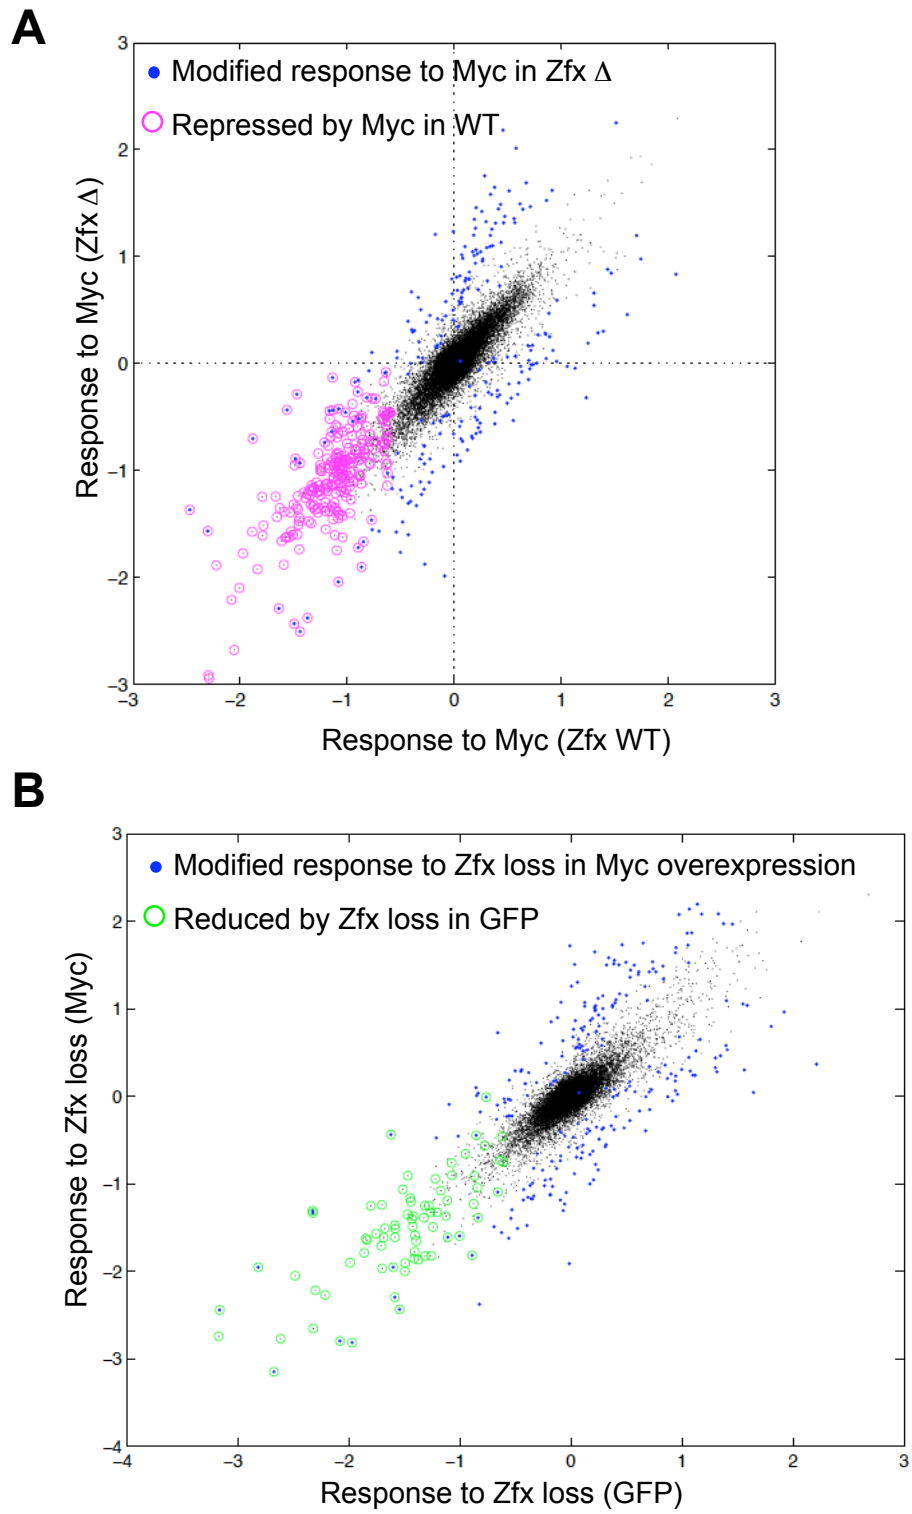 A
3
Modified response to Myc in Zfx Δ
Repressed by Myc in WT
2
1
0
−1
−2
−3
Response to Myc (Zfx Δ)
−3 −2 −1 0 1 2 3
Response to Myc (Zfx WT)
B
3
Modified response to Zfx loss in Myc overexpression
Reduced by Zfx loss in GFP
2
1
0
−1
−2
−3
−4
Response to Zfx loss (Myc)
−4 −3 −2 −1 0 1 2 3
Response to Zfx loss (GFP)